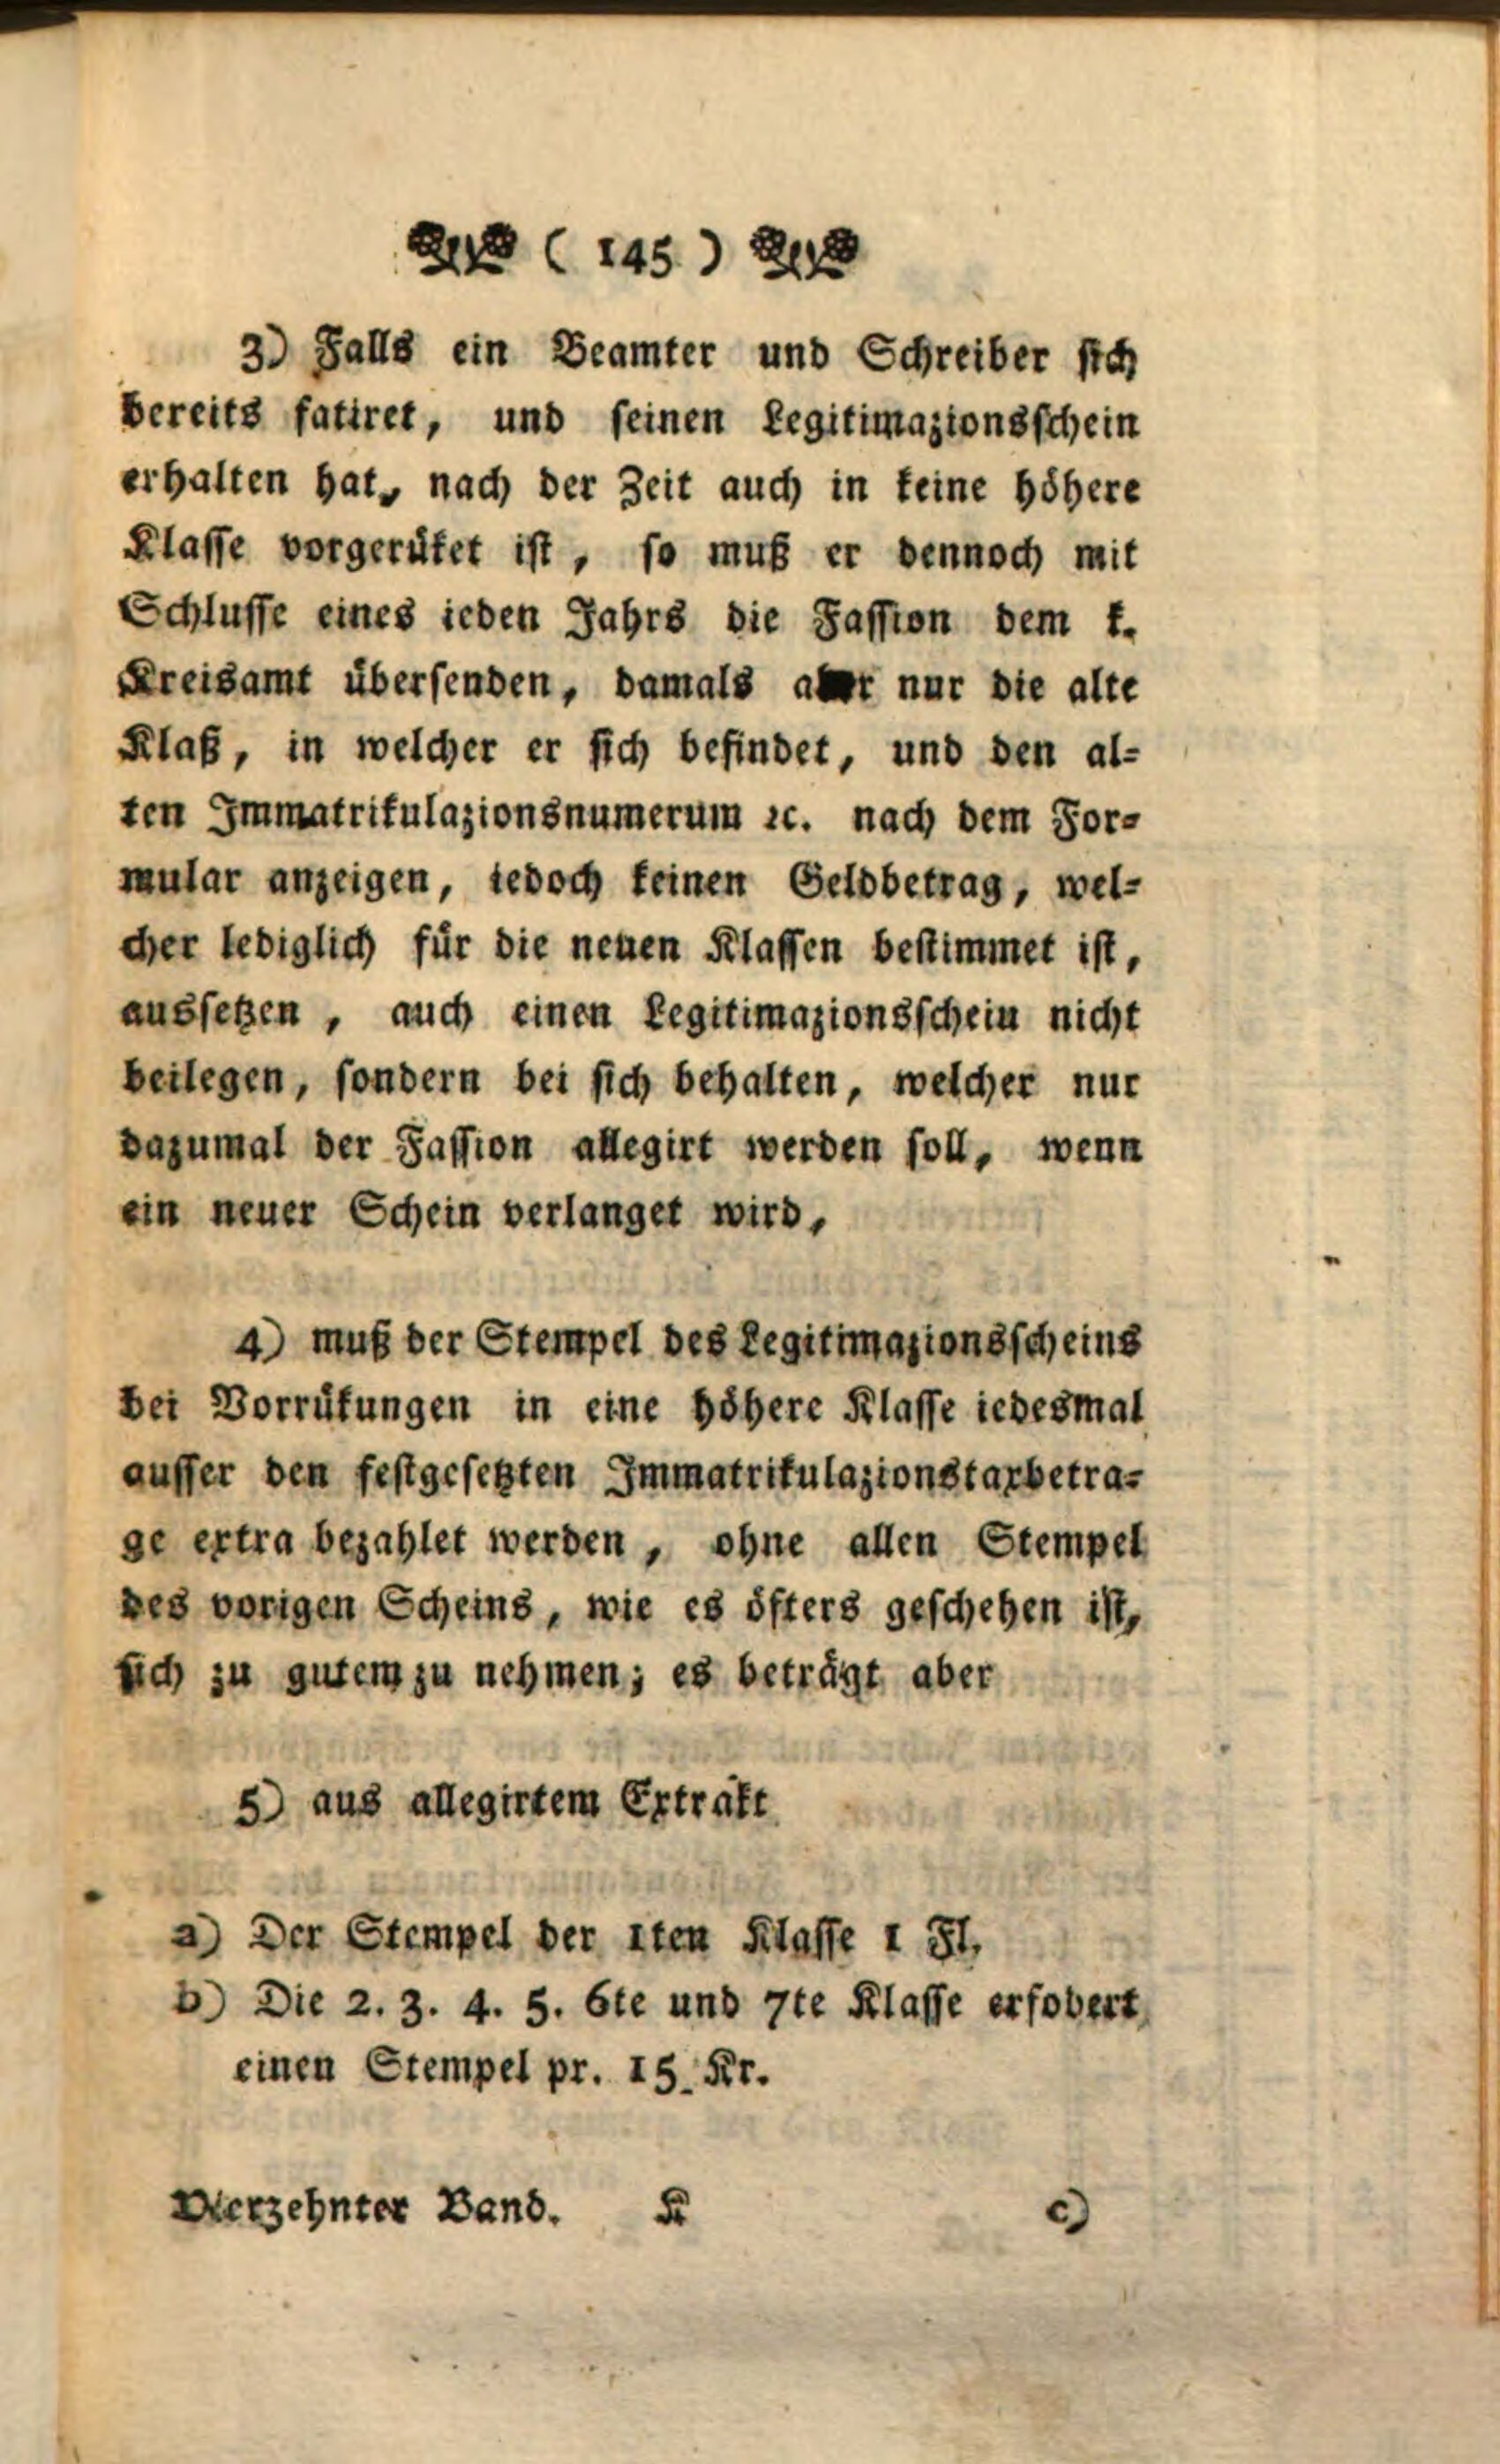 ( 145 )
3) Falls ein Beamter und Schreiber sich
bereits fatiret, und seinen Legitimazionsschein
erhalten hat, nach der Zeit auch in keine höhere
Klasse vorgerüket ist, so muß er dennoch mit
Schlusse eines ieden Jahrs die Fassion dem k.
Kreisamt übersenden, damals aber nur die alte
Klaß, in welcher er sich befindet, und den al-
ten Immatrikulazionsnumerum ꝛc. nach dem For-
mular anzeigen, iedoch keinen Geldbetrag, wel-
cher lediglich für die neuen Klassen bestimmet ist,
aussetzen, auch einen Legitimazionsschein nicht
beilegen, sondern bei sich behalten, welcher nur
dazumal der Fassion allegirt werden soll, wenn
ein neuer Schein verlanget wird,
4) muß der Stempel des Legitimazionsscheins
bei Vorrükungen in eine höhere Klasse iedesmal
ausser den festgesetzten Immatrikulazionstaxbetra-
ge extra bezahlet werden, ohne allen Stempel
des vorigen Scheins, wie es öfters geschehen ist,
sich zu gutem zu nehmen; es beträgt aber
5) aus allegirtem Extrakt
a) Der Stempel der 1ten Klasse 1 Fl.
b) Die 2. 3. 4. 5. 6te und 7te Klasse erfodert
einen Stempel pr. 15 Kr.
Vierzehnter Band. K c)